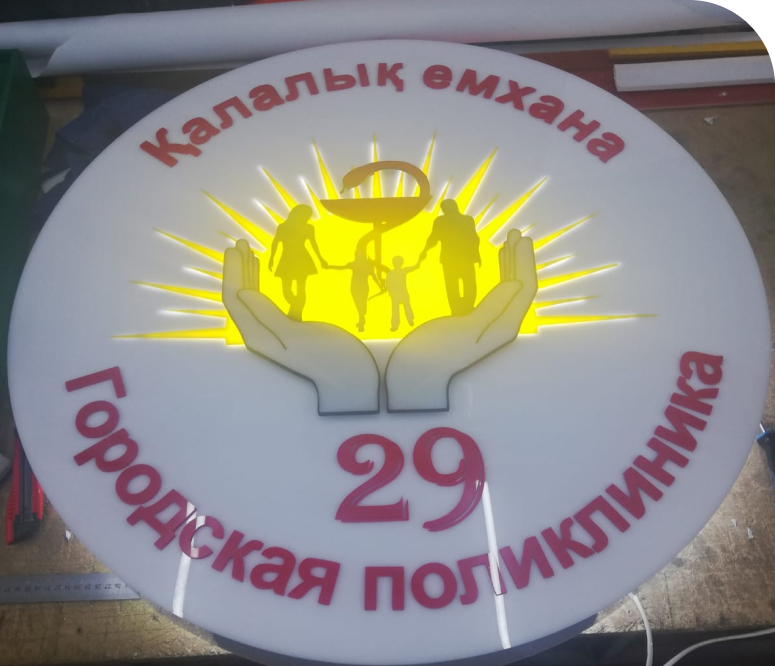 Қалалық емхана
29
Городская поликлиника